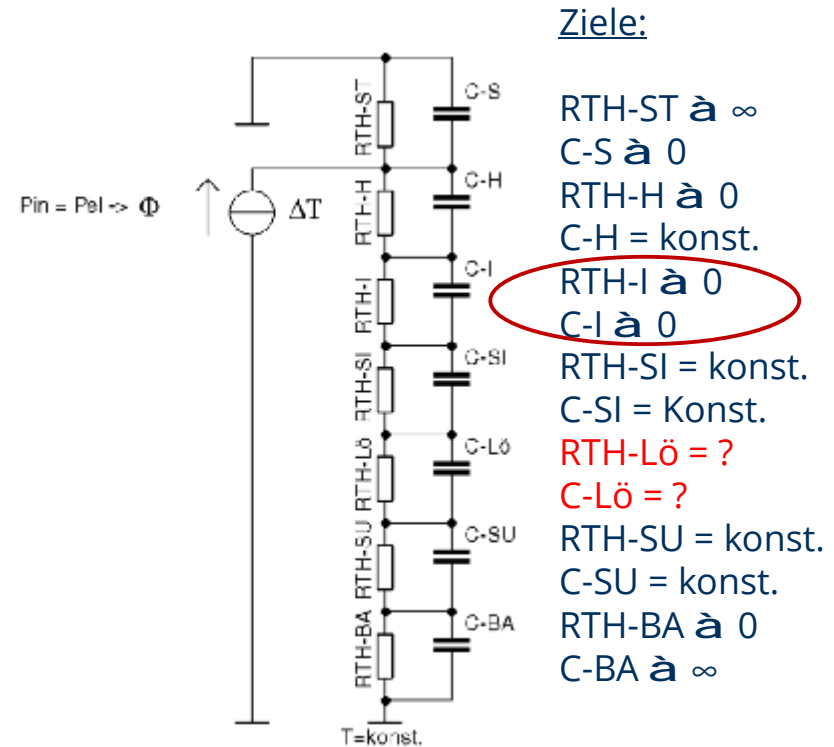 Ziele:
RTH-ST à ∞
C-S à 0
RTH-H à 0
C-H = konst.
RTH-I à 0
C-I à 0
RTH-SI = konst.
C-SI = Konst.
RTH-Lö = ?
C-Lö = ?
RTH-SU = konst.
C-SU = konst.
RTH-BA à 0
C-BA à ∞
Pin = Pel -> Φ
ΔT
RTH-ST
C-S
RTH-H
C-H
RTH-I
C-I
RTH-SI
C-SI
RTH-Lö
C-Lö
RTH-SU
C-SU
RTH-BA
C-BA
T=konst.